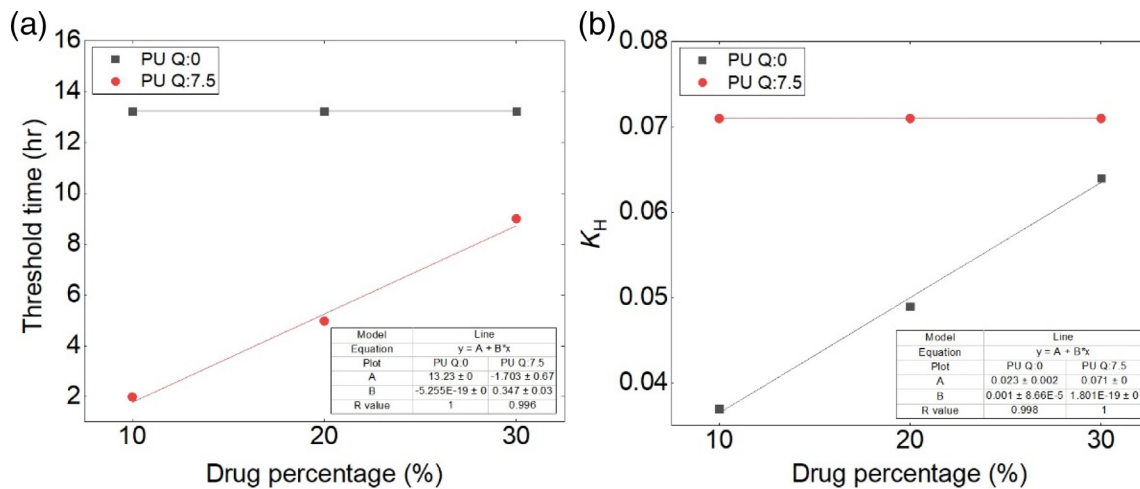 (a)
16
14
12
10
8
6
4
2
Threshold time (hr)
PU Q:0
PU Q:7.5
Model Line
Equation y = A + B*x
Plot PU Q:0 PU Q:7.5
A 13.23 ± 0 -1.703 ± 0.67
B -5.255E-19 ± 0 0.347 ± 0.03
R value 1 0.996
10 20 30
Drug percentage (%)
(b)
0.08
0.07
0.06
0.05
0.04
KH
PU Q:0
PU Q:7.5
Model Line
Equation y = A + B*x
Plot PU Q:0 PU Q:7.5
A 0.023 ± 0.002 0.071 ± 0
B 0.001 ± 8.66E-5 1.801E-19 ± 0
R value 0.998 1
10 20 30
Drug percentage (%)